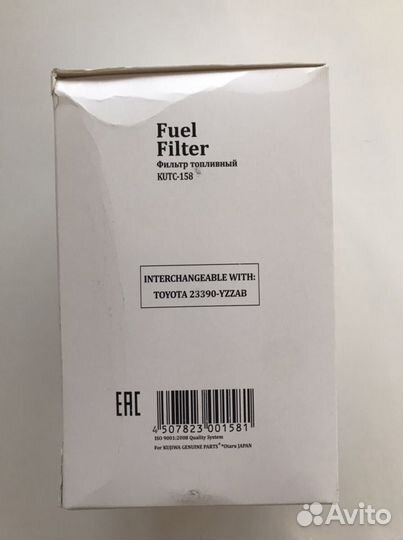 Fuel
Filter
Фильтр топливный
KUTC-158
INTERCHANGEABLE WITH:
TOYOTA 23390-YZZAB
EAC
4 507823 001581
ISO 9001:2008 Quality System
For KUJIWA GENUINE PARTS* *Otaru JAPAN
Avito